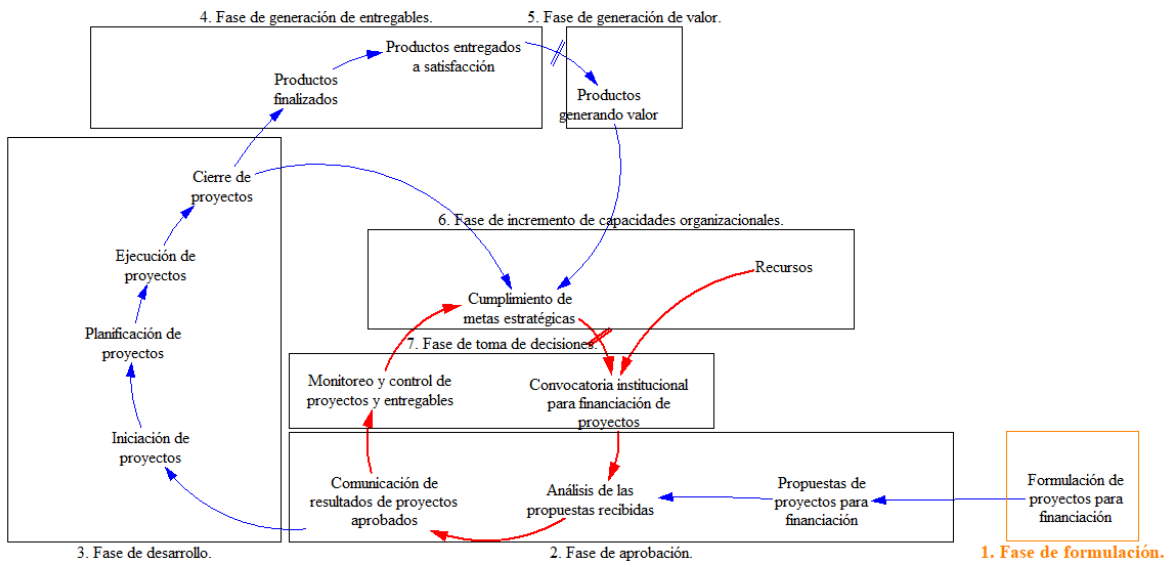 4. Fase de generación de entregables.
5. Fase de generación de valor.
Productos entregados
a satisfacción
Productos
finalizados
Productos
generando valor
Cierre de
proyectos
6. Fase de incremento de capacidades organizacionales.
Ejecución de
proyectos
Recursos
Cumplimiento de
metas estratégicas
Planificación de
proyectos
7. Fase de toma de decisiones.
Monitoreo y control de
proyectos y entregables
Convocatoria institucional
para financiación de
proyectos
Iniciación de
proyectos
Comunicación de
resultados de proyectos
aprobados
Análisis de las
propuestas recibidas
Propuestas de
proyectos para
financiación
Formulación de
proyectos para
financiación
3. Fase de desarrollo.
2. Fase de aprobación.
1. Fase de formulación.